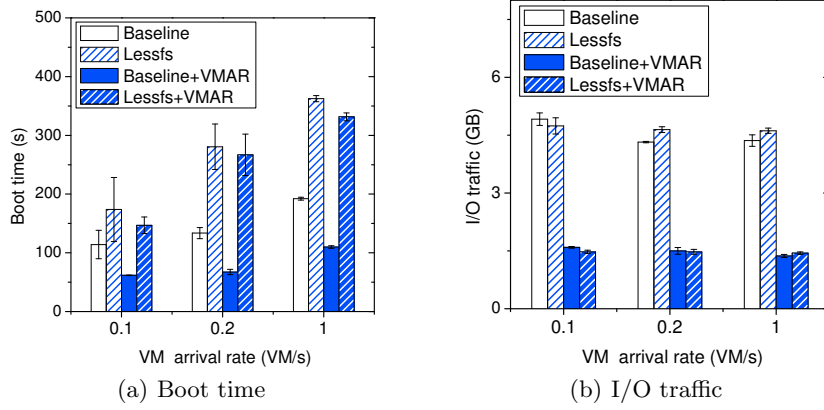 500
400
300
200
100
0
Boot time (s)
Baseline
Lessfs
Baseline+VMAR
Lessfs+VMAR
0.1 0.2 1
VM arrival rate (VM/s)
(a) Boot time
6
3
0
I/O traffic (GB)
Baseline
Lessfs
Baseline+VMAR
Lessfs+VMAR
0.1 0.2 1
VM arrival rate (VM/s)
(b) I/O traffic